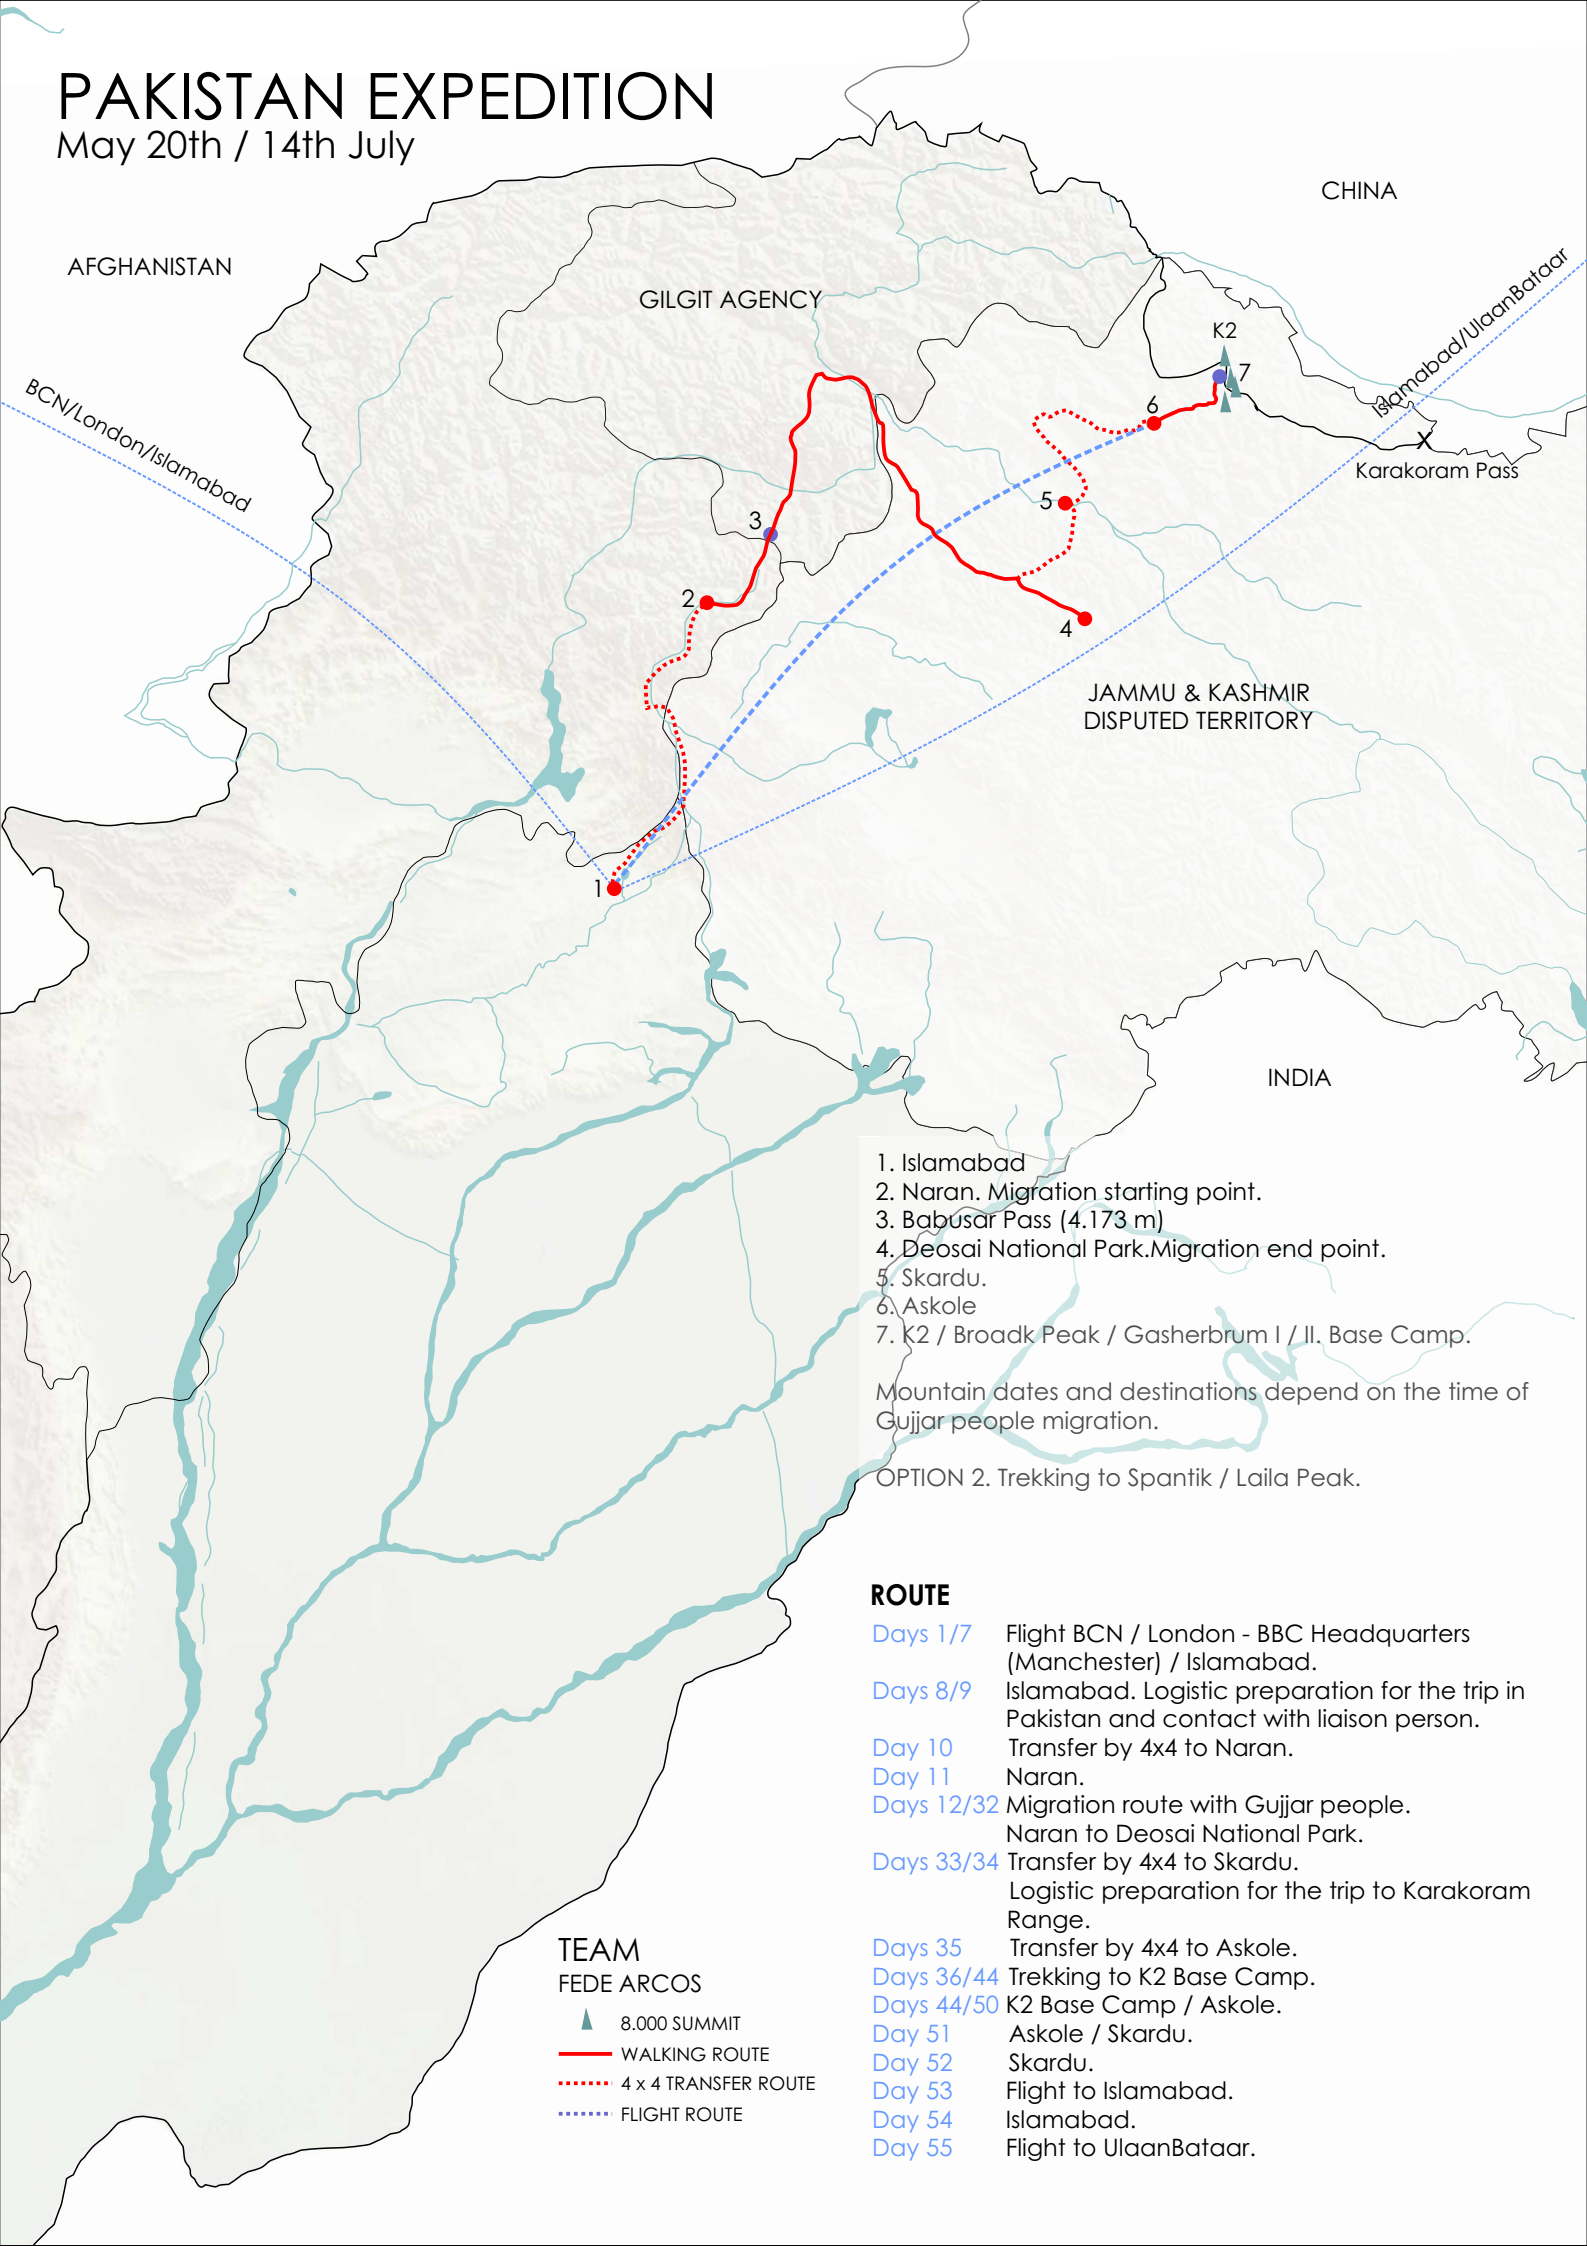 PAKISTAN EXPEDITION
May 20th / 14th July
CHINA
AFGHANISTAN
GILGIT AGENCY
Islamabad/UlaanBataar
K2
7
BCN/London/Islamabad
6
X
Karakoram Pass
5
3
2
4
JAMMU & KASHMIR
DISPUTED TERRITORY
1
INDIA
1. Islamabad
2. Naran. Migration starting point.
3. Babusar Pass (4.173 m)
4. Deosai National Park.Migration end point.
5. Skardu.
6. Askole
7. K2 / Broadk Peak / Gasherbrum I / II. Base Camp.
Mountain dates and destinations depend on the time of
Gujjar people migration.
OPTION 2. Trekking to Spantik / Laila Peak.
ROUTE
Days 1/7 Flight BCN / London - BBC Headquarters
(Manchester) / Islamabad.
Days 8/9 Islamabad. Logistic preparation for the trip in
Pakistan and contact with liaison person.
Day 10 Transfer by 4x4 to Naran.
Day 11 Naran.
Days 12/32 Migration route with Gujjar people.
Naran to Deosai National Park.
Days 33/34 Transfer by 4x4 to Skardu.
Logistic preparation for the trip to Karakoram
Range.
Days 35 Transfer by 4x4 to Askole.
Days 36/44 Trekking to K2 Base Camp.
Days 44/50 K2 Base Camp / Askole.
Day 51 Askole / Skardu.
Day 52 Skardu.
Day 53 Flight to Islamabad.
Day 54 Islamabad.
Day 55 Flight to UlaanBataar.
TEAM
FEDE ARCOS
8.000 SUMMIT
WALKING ROUTE
4 x 4 TRANSFER ROUTE
FLIGHT ROUTE